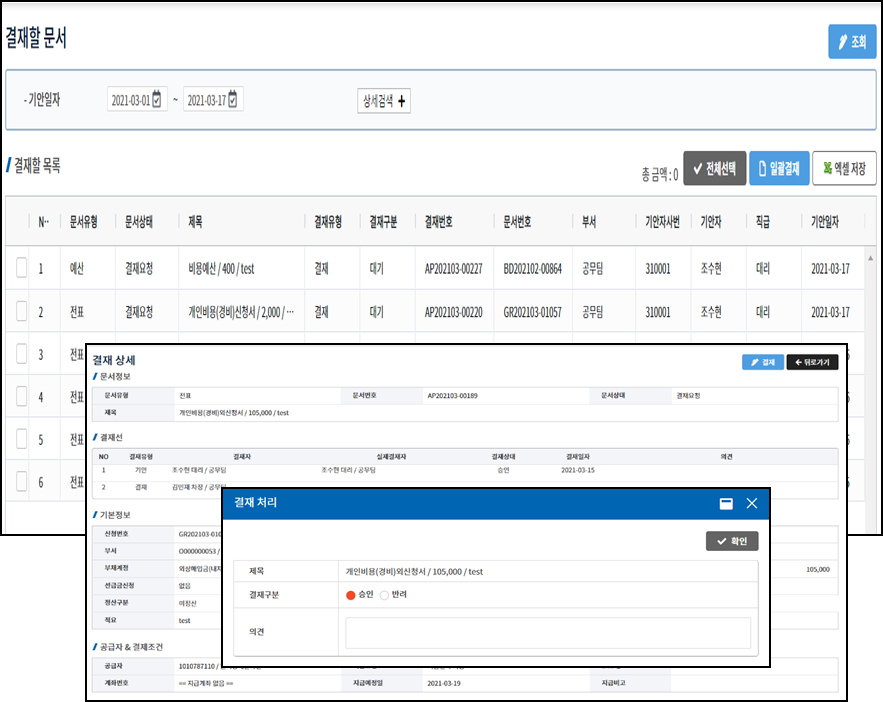 결재할 문서
조회
- 기안일자 2021-03-01 ~ 2021-03-17 상세검색 +
결재할 목록
총 금액 : 0 전체선택 일괄결재 엑셀 저장
N·· 문서유형 문서상태 제목 결재유형 결재구분 결재번호 문서번호 부서 기안자사번 기안자 직급 기안일자
1 예산 결재요청 비용예산 / 400 / test 결재 대기 AP202103-00227 BD202102-00864 공무팀 310001 조수현 대리 2021-03-17
2 전표 결재요청 개인비용(경비)신청서 / 2,000 / ··· 결재 대기 AP202103-00220 GR202103-01057 공무팀 310001 조수현 대리 2021-03-17
3 전표
4 전표
5 전표
6 전표
결재 상세
결재 뒤로가기
문서정보
문서유형 전표 문서번호 AP202103-00189 문서상태 결재요청
제목 개인비용(경비)외신청서 / 105,000 / test
결재선
NO 결재유형 결재자 실제결재자 결재상태 결재일자 의견
1 기안 조수현 대리 / 공무팀 조수현 대리 / 공무팀 승인 2021-03-15
2 결재 김민재 차장 / 공무팀
기본정보
신청번호 GR202103-010
부서 O000000053 /
부채계정 외상매입금(내치 105,000
선급금신청 없음
정산구분 미정산
적요 test
공급자 & 결제조건
공급자 1010787110 /
계좌번호 == 지급계좌 없음 == 지급예정일 2021-03-19 지급비고
결재 처리
확인
제목 개인비용(경비)외신청서 / 105,000 / test
결재구분 승인 반려
의견